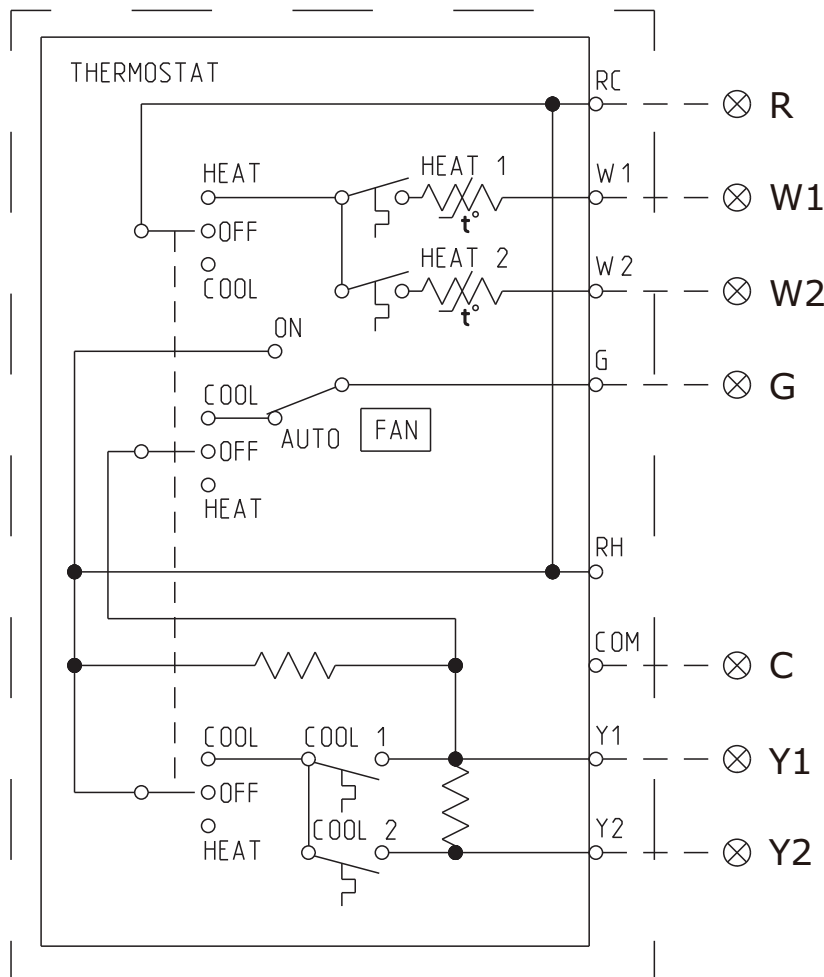 THERMOSTAT
RC
R
HEAT
HEAT 1
W1
W1
OFF
t°
COOL
HEAT 2
W2
W2
t°
ON
G
G
COOL
AUTO
FAN
OFF
HEAT
RH
COM
C
COOL
COOL 1
Y1
Y1
OFF
COOL 2
Y2
Y2
HEAT